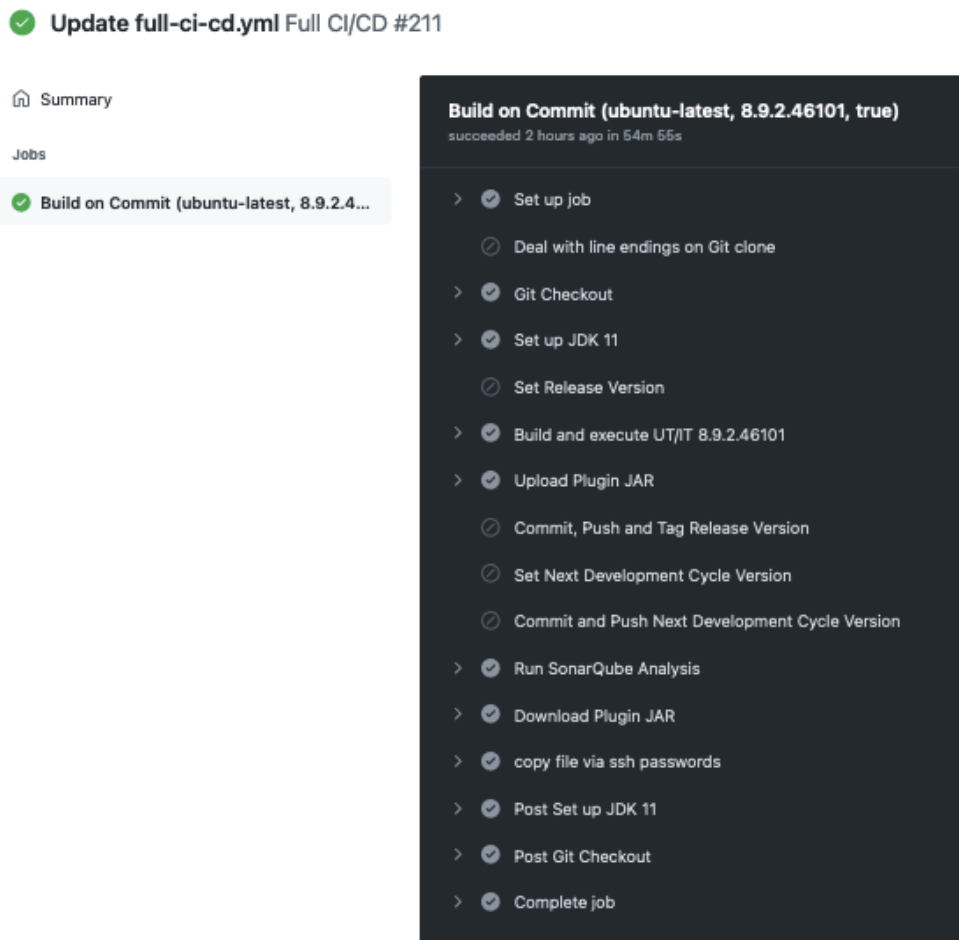 Update full-ci-cd.yml Full CI/CD #211
Summary
Jobs
Build on Commit (ubuntu-latest, 8.9.2.4...
Build on Commit (ubuntu-latest, 8.9.2.46101, true)
succeeded 2 hours ago in 54m 55s
Set up job
Deal with line endings on Git clone
Git Checkout
Set up JDK 11
Set Release Version
Build and execute UT/IT 8.9.2.46101
Upload Plugin JAR
Commit, Push and Tag Release Version
Set Next Development Cycle Version
Commit and Push Next Development Cycle Version
Run SonarQube Analysis
Download Plugin JAR
copy file via ssh passwords
Post Set up JDK 11
Post Git Checkout
Complete job